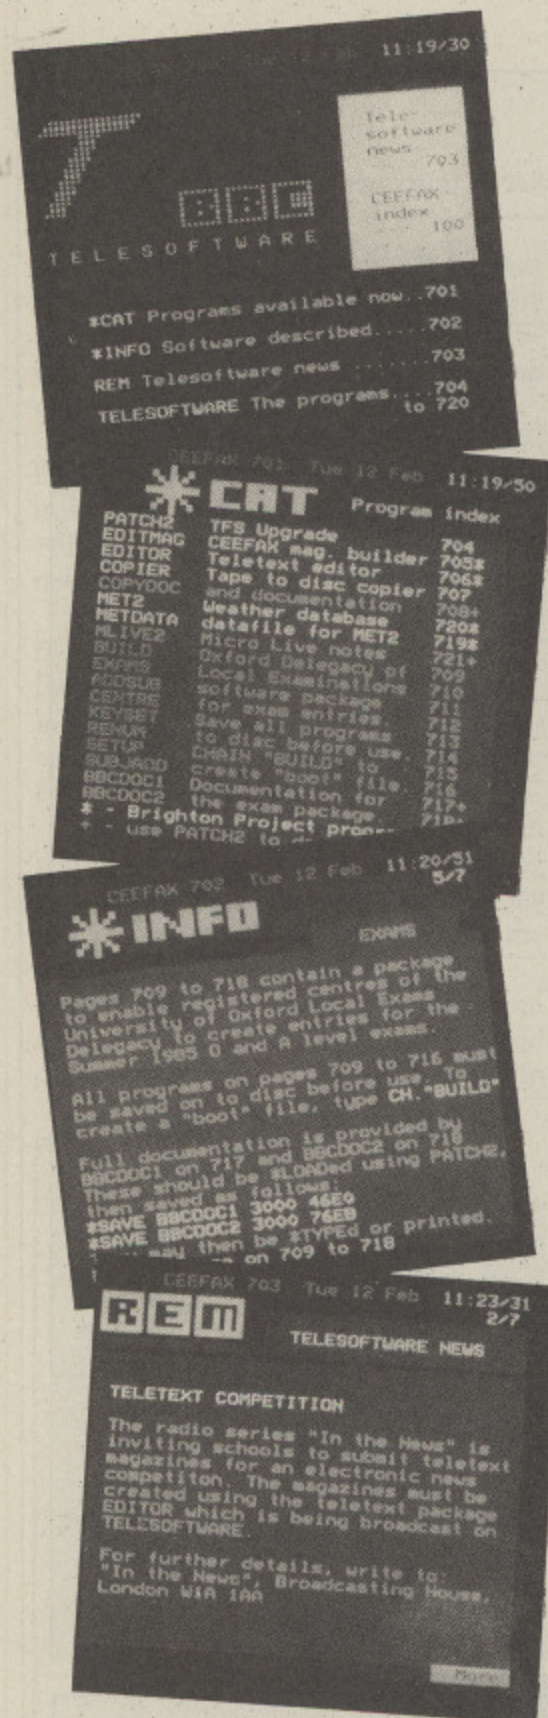 11:19/30
Tele-
software
news
703
CEEFAX
index
100
T
BBC
TELESOFTWARE
*CAT Programs available now..701
*INFO Software described.....702
REM Telesoftware news .......703
TELESOFTWARE The programs....704
to 720
CEEFAX 701 Tue 12 Feb 11:19/50
*CAT Program index
PATCH2 TFS Upgrade 704
EDITMAG CEEFAX mag. builder 705*
EDITOR Teletext editor 706*
COPIER Tape to disc copier 707
COPYDOC and documentation 708+
MET2 Weather database 720*
METDATA datafile for MET2 719*
MLIVE2 Micro Live notes 721+
BUILD Oxford Delegacy of 709
EXAMS Local Examinations 710
ADDSUB software package 711
CENTRE for exam entries. 712
KEYSET Save all programs 713
RENUM to disc before use. 714
SETUP CHAIN "BUILD" to 715
SUBJADD create "boot" file. 716
BBCDOC1 Documentation for 717+
BBCDOC2 the exam package. 718+
* - Brighton Project
+ - use PATCH2 to
CEEFAX 702 Tue 12 Feb 11:20/51
5/7
*INFO
EXAMS
Pages 709 to 718 contain a package
to enable registered centres of the
University of Oxford Local Exams
Delegacy to create entries for the
Summer 1985 O and A level exams.
All programs on pages 709 to 716 must
be saved on to disc before use. To
create a "boot" file, type CH."BUILD"
Full documentation is provided by
BBCDOC1 on 717 and BBCDOC2 on 718
These should be *LOADed using PATCH2,
then saved as follows:
*SAVE BBCDOC1 3000 46E0
*SAVE BBCDOC2 3000 76EB
may then be *TYPEd or printed.
on 709 to 718
CEEFAX 703 Tue 12 Feb 11:23/31
2/7
REM
TELESOFTWARE NEWS
TELETEXT COMPETITION
The radio series "In the News" is
inviting schools to submit teletext
magazines for an electronic news
competiton. The magazines must be
created using the teletext package
EDITOR which is being broadcast on
TELESOFTWARE.
For further details, write to:
"In the News", Broadcasting House,
London W1A 1AA
More